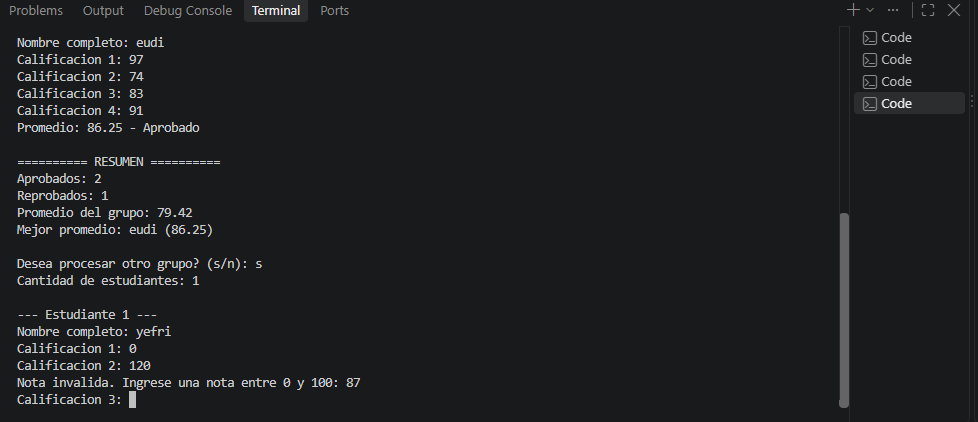 Problems Output Debug Console Terminal Ports
Nombre completo: eudi
Calificacion 1: 97
Calificacion 2: 74
Calificacion 3: 83
Calificacion 4: 91
Promedio: 86.25 - Aprobado
========== RESUMEN ==========
Aprobados: 2
Reprobados: 1
Promedio del grupo: 79.42
Mejor promedio: eudi (86.25)
Desea procesar otro grupo? (s/n): s
Cantidad de estudiantes: 1
--- Estudiante 1 ---
Nombre completo: yefri
Calificacion 1: 0
Calificacion 2: 120
Nota invalida. Ingrese una nota entre 0 y 100: 87
Calificacion 3:
Code
Code
Code
Code